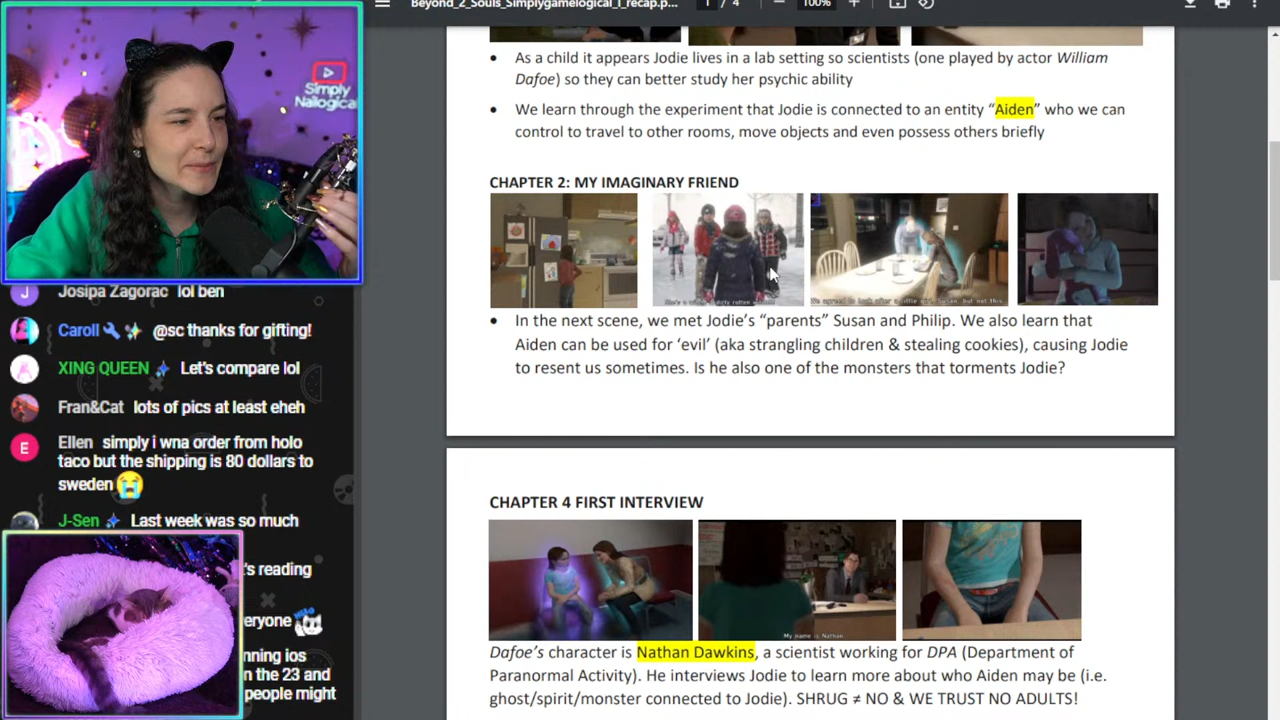 Beyond_2_Souls_Simplygamelogical_I_recap.p...
1 / 4
100%
Simply
Nailogical
As a child it appears Jodie lives in a lab setting so scientists (one played by actor William
Dafoe) so they can better study her psychic ability
We learn through the experiment that Jodie is connected to an entity “Aiden” who we can
control to travel to other rooms, move objects and even possess others briefly
CHAPTER 2: MY IMAGINARY FRIEND
In the next scene, we met Jodie’s “parents” Susan and Philip. We also learn that
Aiden can be used for ‘evil’ (aka strangling children & stealing cookies), causing Jodie
to resent us sometimes. Is he also one of the monsters that torments Jodie?
CHAPTER 4 FIRST INTERVIEW
My name is Nathan
Dafoe’s character is Nathan Dawkins, a scientist working for DPA (Department of
Paranormal Activity). He interviews Jodie to learn more about who Aiden may be (i.e.
ghost/spirit/monster connected to Jodie). SHRUG ≠ NO & WE TRUST NO ADULTS!
J Josipa Zagorac lol ben
Caroll @sc thanks for gifting!
XING QUEEN Let's compare lol
Fran&Cat lots of pics at least eheh
E Ellen simply i wna order from holo
taco but the shipping is 80 dollars to
sweden
J-Sen Last week was so much
's reading
eryone
nning ios
n the 23 and
people might